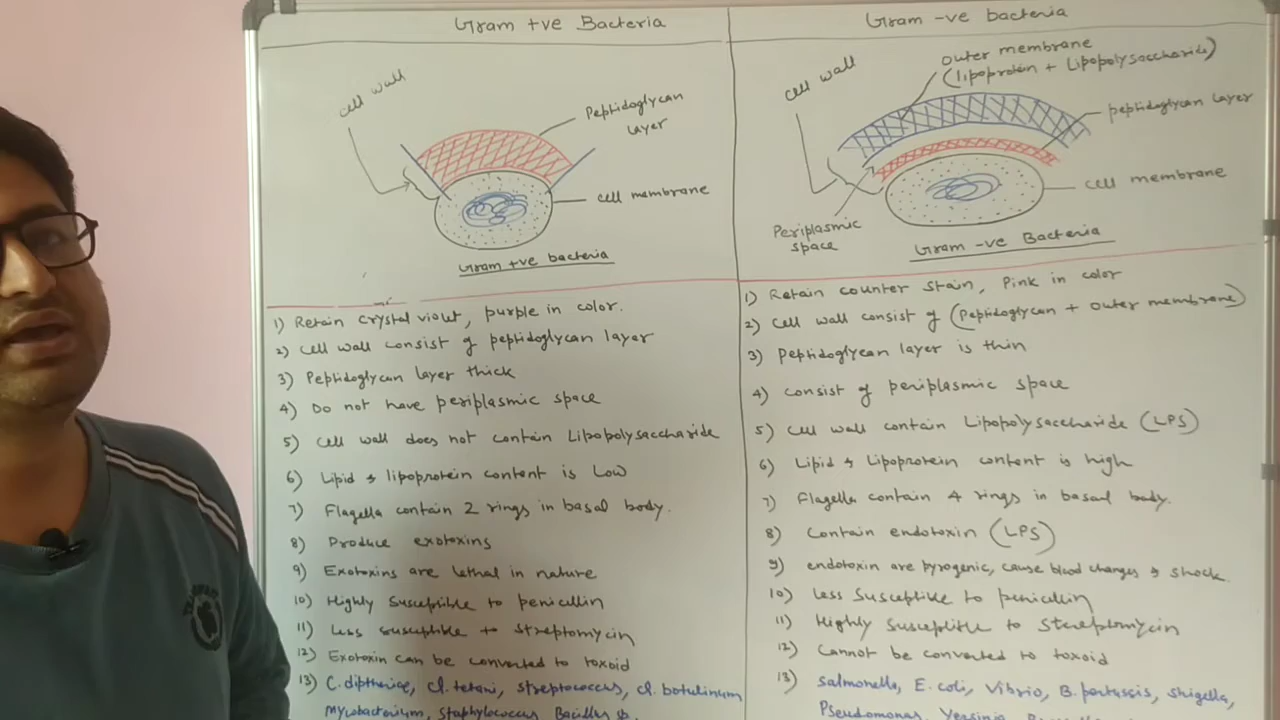 Gram +ve Bacteria
cell wall
Peptidoglycan
layer
cell membrane
Gram +ve bacteria
1) Retain crystal violut, purple in color.
2) cell wall consist of peptidoglycan layer
3) Peptidoglycan layer thick
4) Do not have periplasmic space
5) cell wall does not contain Lipopolysaccharide
6) Lipid & lipoprotein content is Low
7) Flagella contain 2 rings in basal body.
8) Produce exotoxins
9) Exotoxins are lethal in nature
10) Highly Susceptible to penicillin
11) Less susceptible to streptomycin
12) Exotoxin can be converted to toxoid
13) C. diptheriae, cl. tetani, streptococcus, cl. botulinum
Mycobacterium, Staphylococcus, Bacillus
Gram -ve bacteria
cell wall
outer membrane
(lipoprotein + Lipopolysaccharide)
peptidoglycan layer
cell membrane
Periplasmic
space
Gram -ve Bacteria
1) Retain counter stain, Pink in color
2) cell wall consist of (Peptidoglycan + outer membrane)
3) peptidoglycan layer is thin
4) consist of periplasmic space
5) cell wall contain Lipopolysaccharide (LPS)
6) Lipid & Lipoprotein content is high
7) Flagella contain 4 rings in basal body.
8) Contain endotoxin (LPS)
9) endotoxin are pyrogenic, cause blood changes & shock.
10) Less Susceptible to penicillin
11) Highly susceptible to streptomycin
12) Cannot be converted to toxoid
13) Salmonella, E. coli, Vibrio, B. pertussis, shigella,
Pseudomonas, Yersinia